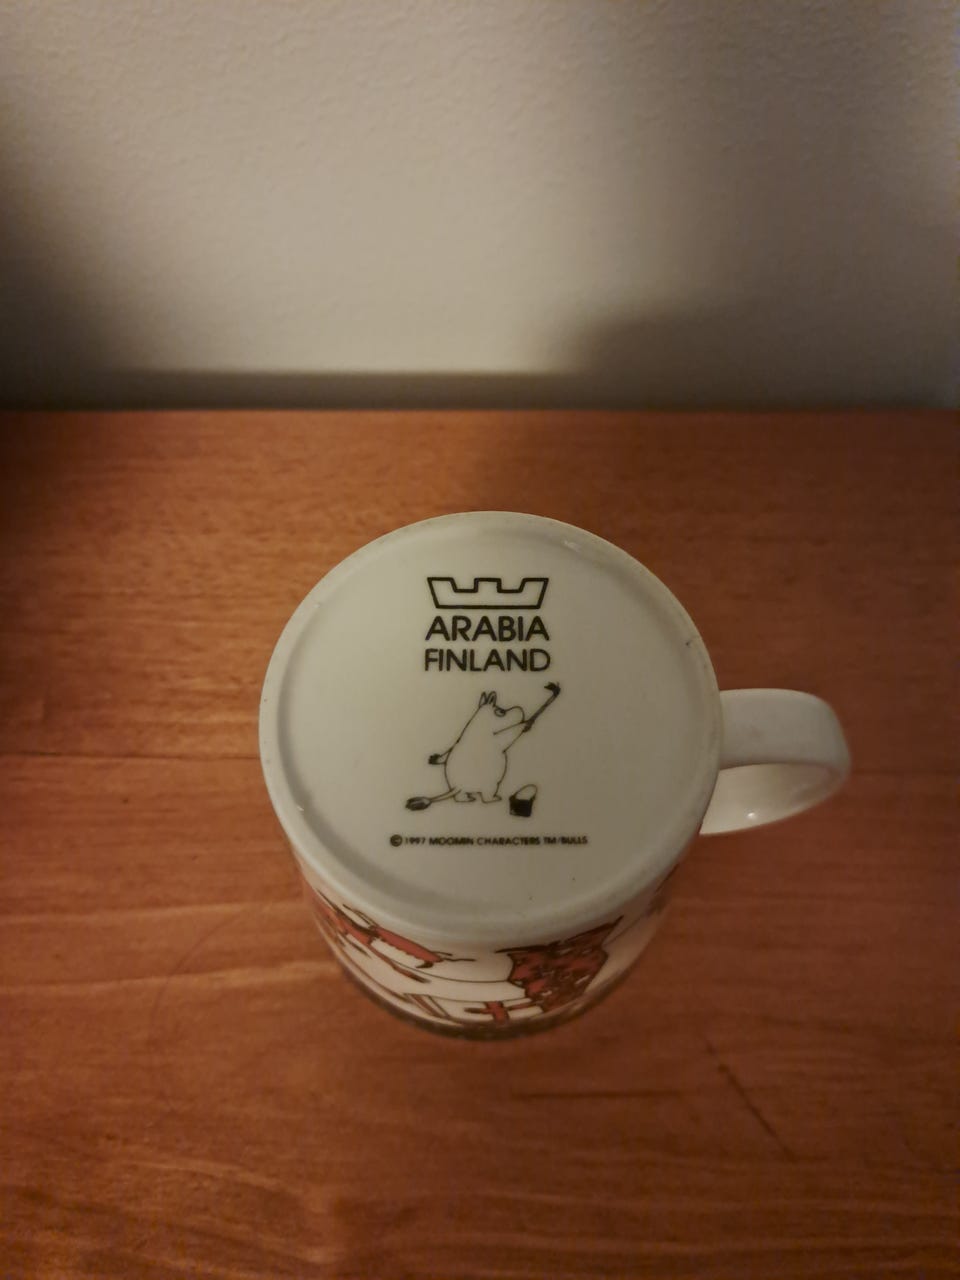 ARABIA
FINLAND
©1997 MOOMIN CHARACTERS TM/BULLS